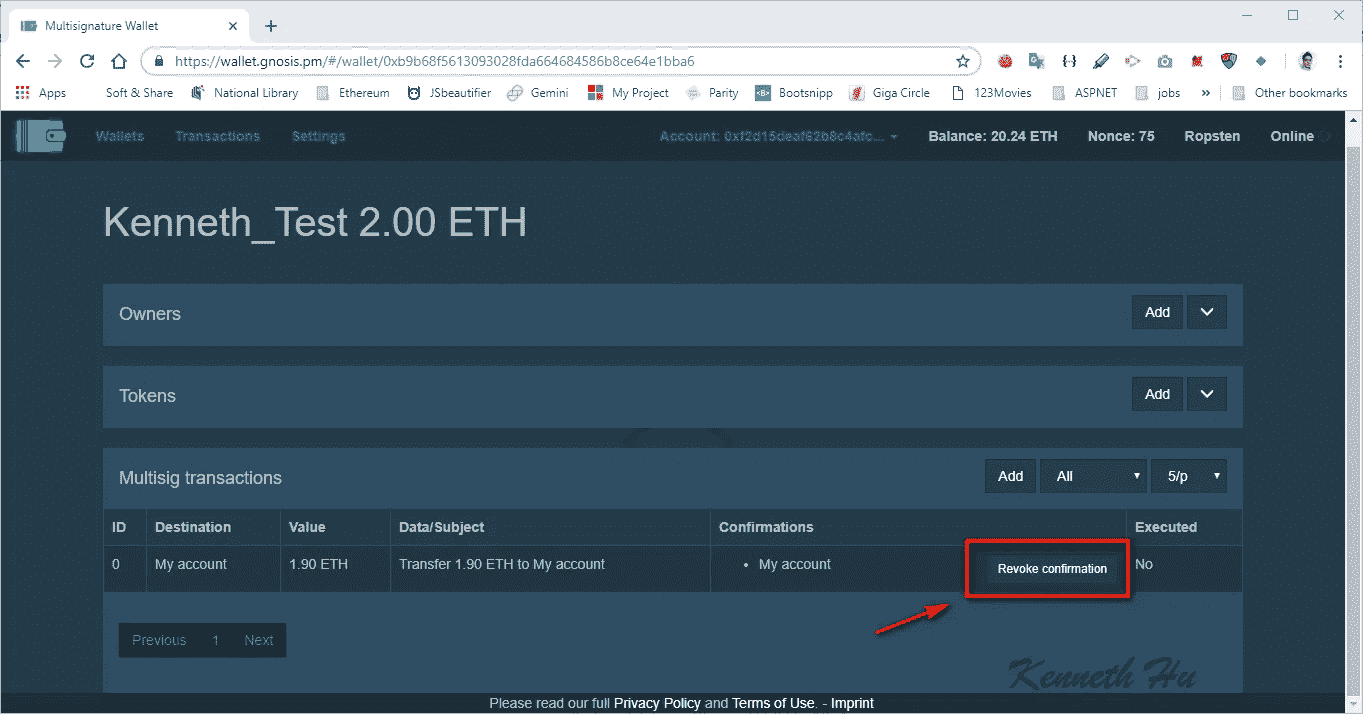 Multisignature Wallet
https://wallet.gnosis.pm/#/wallet/0xb9b68f5613093028fda664684586b8ce64e1bba6
Apps Soft & Share National Library Ethereum JSbeautifier Gemini My Project Parity Bootsnipp Giga Circle 123Movies ASPNET jobs » Other bookmarks
Wallets Transactions Settings Account: 0xf2d15deaf62b8c4afc... Balance: 20.24 ETH Nonce: 75 Ropsten Online
Kenneth_Test 2.00 ETH
Owners Add
Tokens Add
Multisig transactions Add All 5/p
ID Destination Value Data/Subject Confirmations Executed
0 My account 1.90 ETH Transfer 1.90 ETH to My account • My account Revoke confirmation No
Previous 1 Next
Kenneth Hu
Please read our full Privacy Policy and Terms of Use. - Imprint